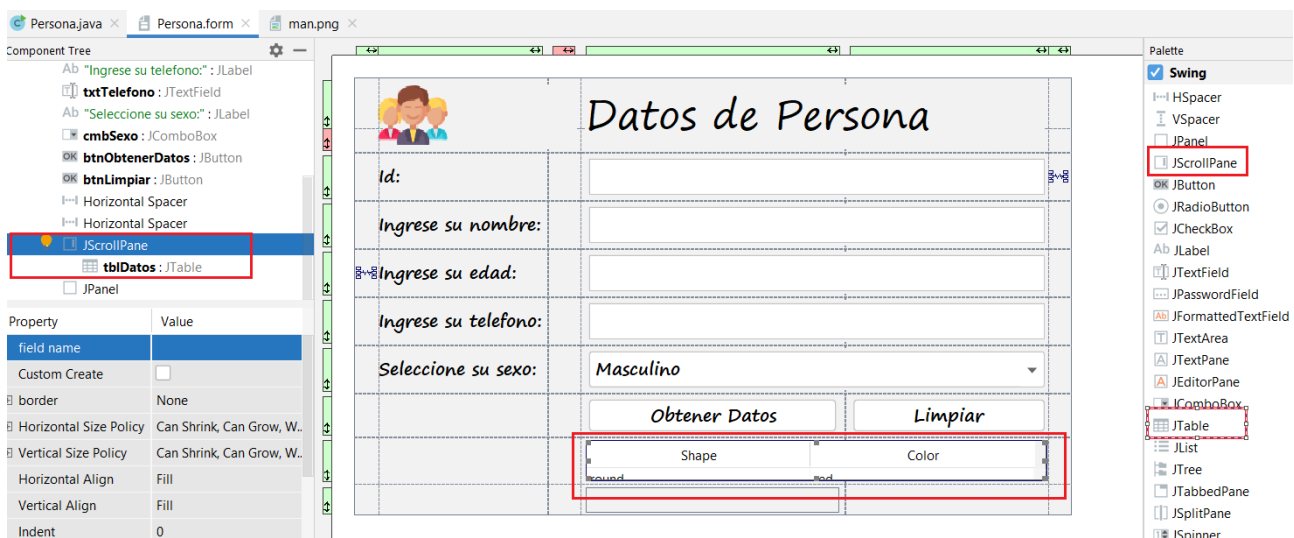 Persona.java × Persona.form × man.png ×
Component Tree
Ab "Ingrese su telefono:" : JLabel
txtTelefono : JTextField
Ab "Seleccione su sexo:" : JLabel
cmbSexo : JComboBox
OK btnObtenerDatos : JButton
OK btnLimpiar : JButton
Horizontal Spacer
Horizontal Spacer
JScrollPane
tblDatos : JTable
JPanel
Property Value
field name
Custom Create
border None
Horizontal Size Policy Can Shrink, Can Grow, W..
Vertical Size Policy Can Shrink, Can Grow, W..
Horizontal Align Fill
Vertical Align Fill
Indent 0
Datos de Persona
Id:
Ingrese su nombre:
Ingrese su edad:
Ingrese su telefono:
Seleccione su sexo: Masculino
Obtener Datos Limpiar
Shape Color
round
Palette
Swing
HSpacer
VSpacer
JPanel
JScrollPane
OK JButton
JRadioButton
JCheckBox
Ab JLabel
JTextField
JPasswordField
Ab JFormattedTextField
T JTextArea
A JTextPane
A JEditorPane
JComboBox
JTable
JList
JTree
JTabbedPane
JSplitPane
JSpinner